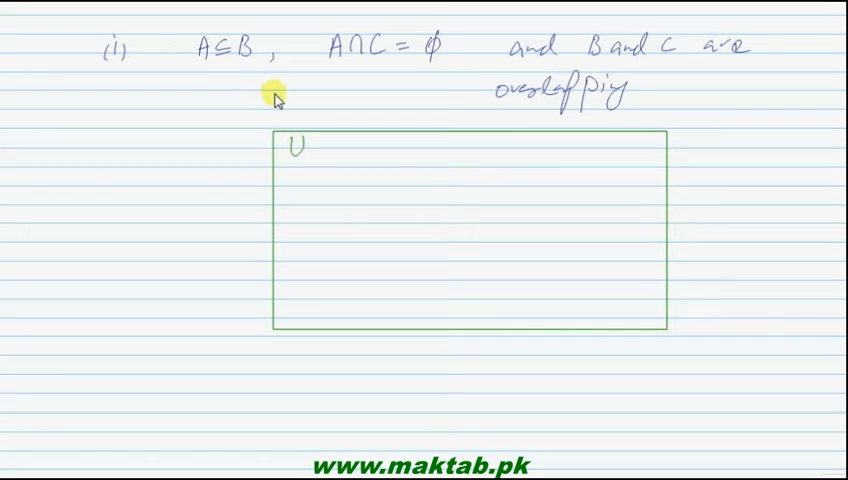 (i) A⊆B, A∩C = φ and B and C are
overlapping
U
www.maktab.pk